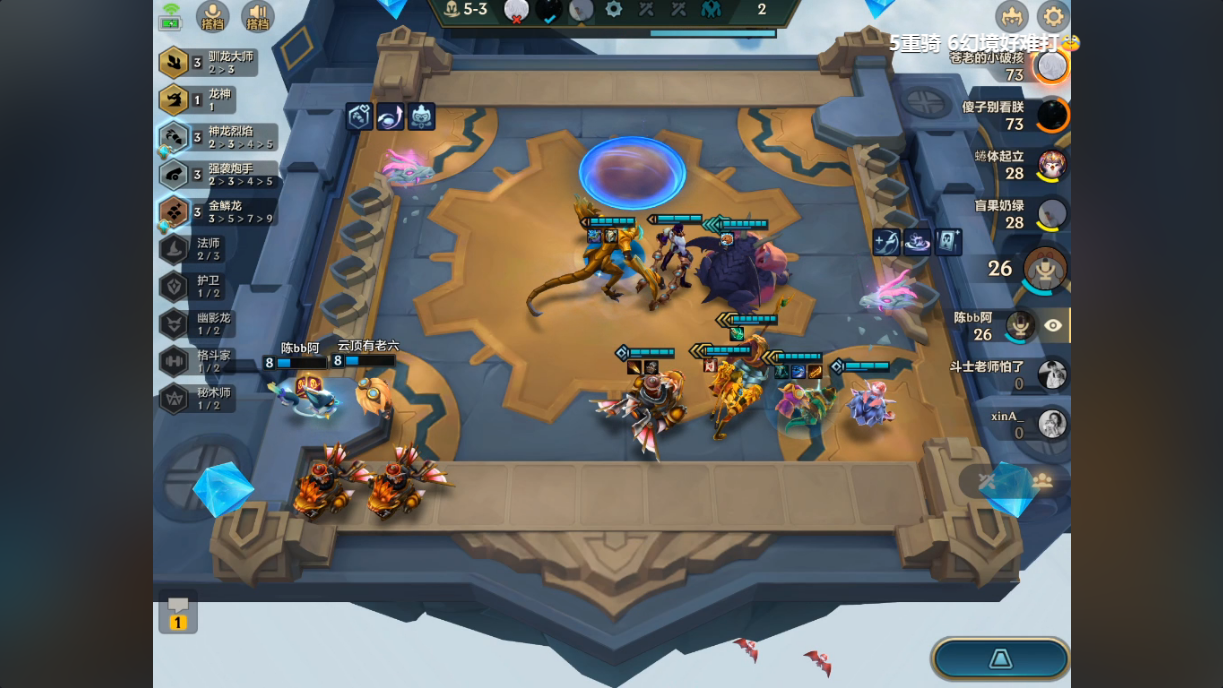 5-3
2
搭档
搭档
5重骑 6幻境好难打
3 驯龙大师
2 > 3
1 龙神
1
3 神龙烈焰
2 > 3 > 4 > 5
3 强袭炮手
2 > 3 > 4 > 5
3 金鳞龙
3 > 5 > 7 > 9
法师
2 / 3
护卫
1 / 2
幽影龙
1 / 2
格斗家
1 / 2
秘术师
1 / 2
苍老的小破孩
73
傻子别看朕
73
蜷体起立
28
盲果奶绿
28
26
陈bb阿
26
斗士老师怕了
0
xinA_
0
陈bb阿
8
云顶有老六
8
1